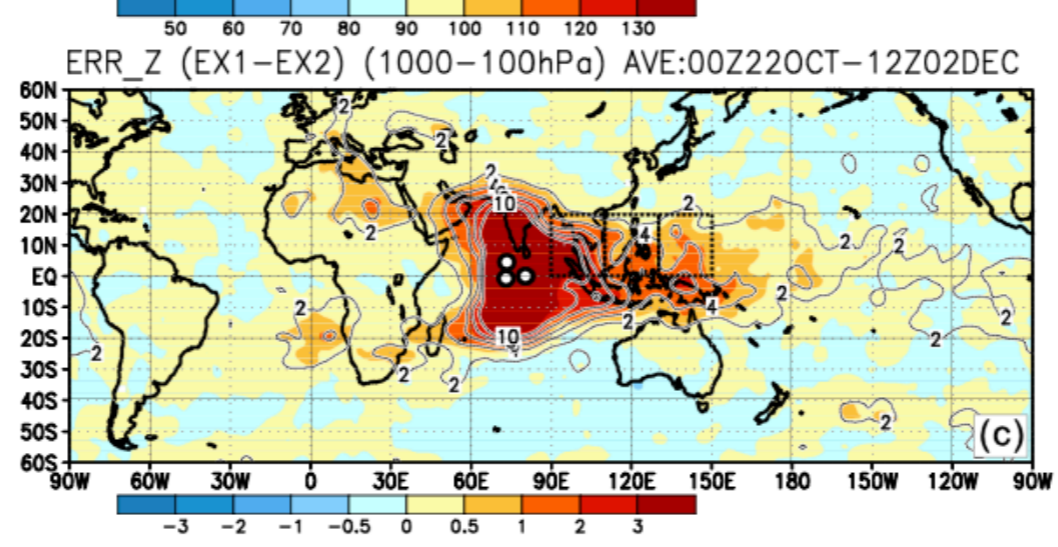 50 60 70 80 90 100 110 120 130
ERR_Z (EX1−EX2) (1000−100hPa) AVE:00Z22OCT−12Z02DEC
60N
50N
40N
30N
20N
10N
EQ
10S
20S
30S
40S
50S
60S
2
2
2
2
10
2
2
4
2
2
2
4
2
2
2
10
2
2
2
2
2
2
(c)
90W 60W 30W 0 30E 60E 90E 120E 150E 180 150W 120W 90W
−3 −2 −1 −0.5 0 0.5 1 2 3